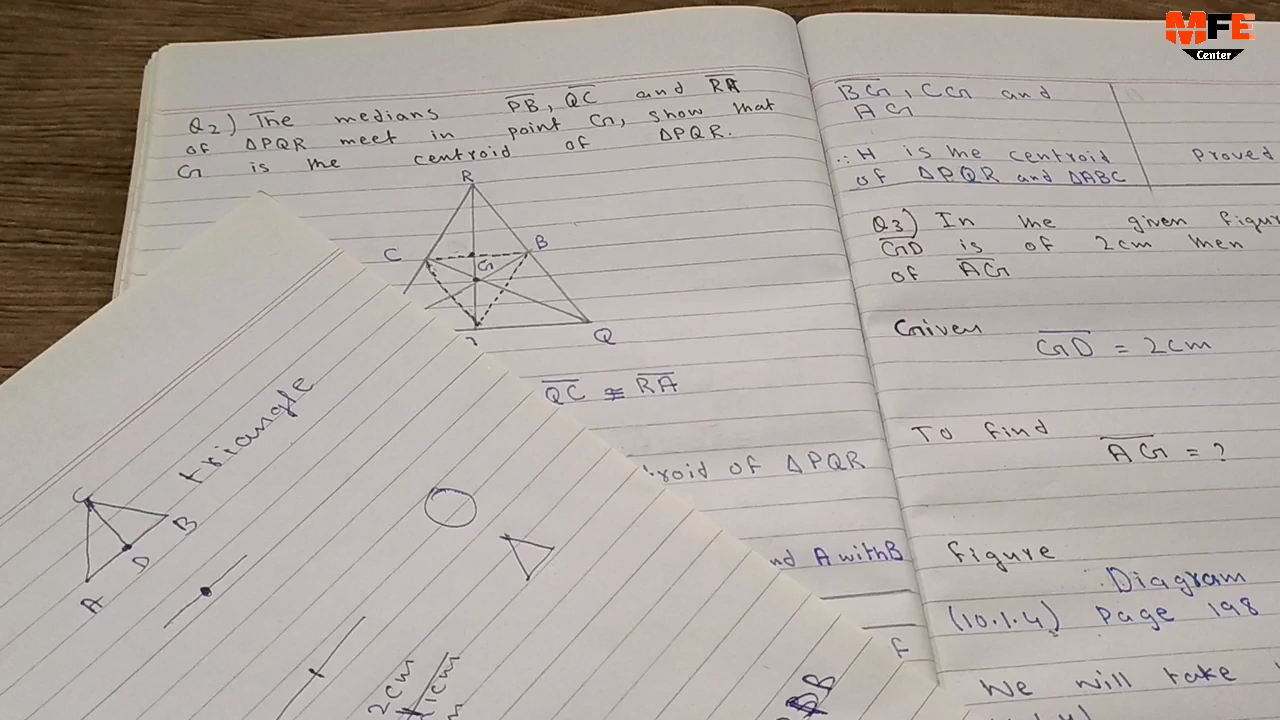 MFE
Center
Q2) The medians PB, QC and RA
of ΔPQR meet in point G, show that
G is the centroid of ΔPQR.
R
C
B
G
Q
QC ≅ RA
troid of ΔPQR
nd A with B
F
BG, CG and
AG
∴ H is the centroid
of ΔPQR and ΔABC
Proved
Q3) In the given figur
GD is of 2cm then
of AG
Given
GD = 2cm
To find
AG = ?
figure
Diagram
(10.1.4) Page 198
We will take
triangle
C
B
D
A
2cm
1cm